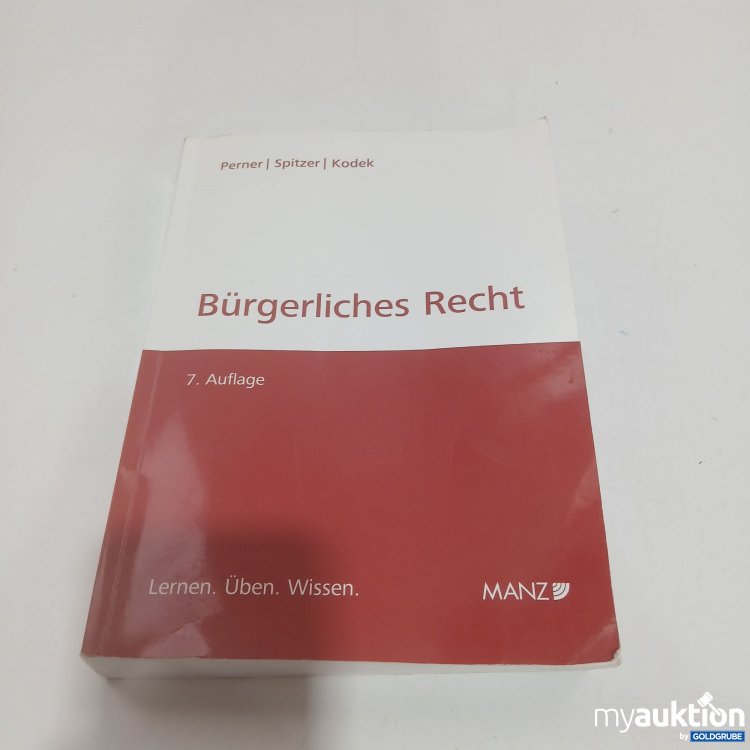 Perner | Spitzer | Kodek
Bürgerliches Recht
7. Auflage
Lernen. Üben. Wissen.
MANZ
myauktion
by GOLDGRUBE